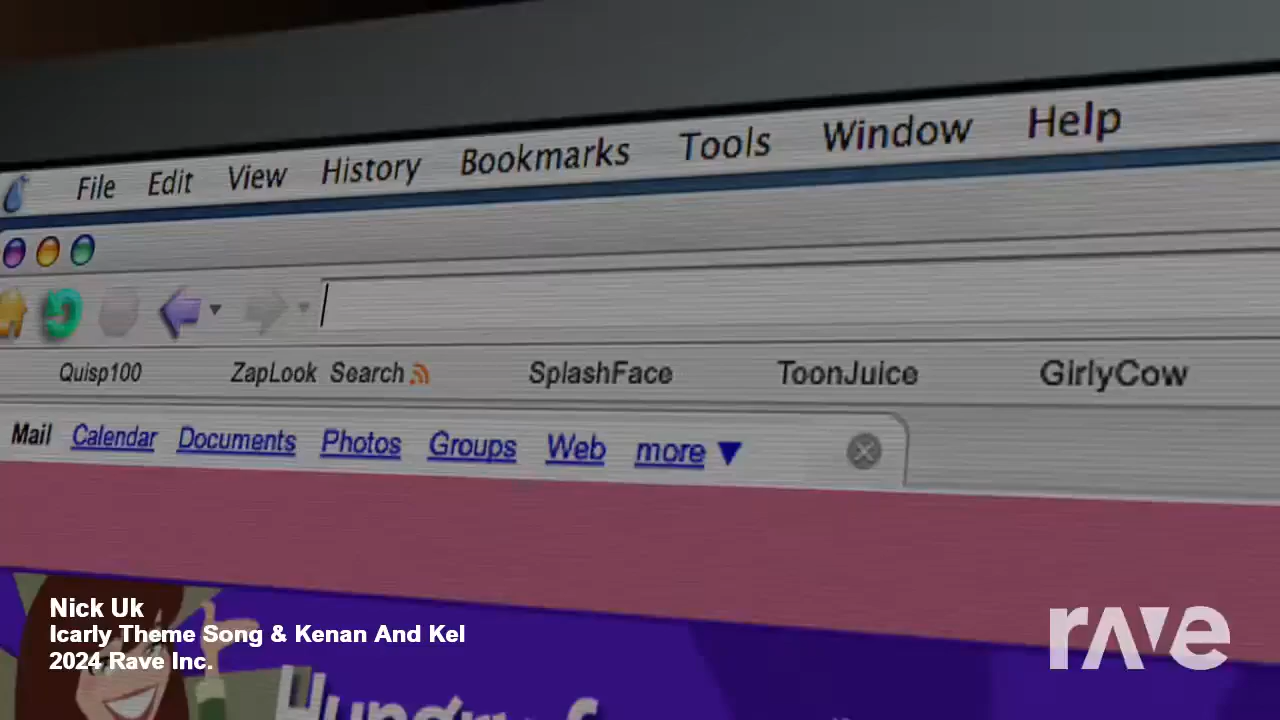 File Edit View History Bookmarks Tools Window Help
Quisp100 ZapLook Search SplashFace ToonJuice GirlyCow
Mail Calendar Documents Photos Groups Web more
Nick Uk
Icarly Theme Song & Kenan And Kel
2024 Rave Inc.
rave